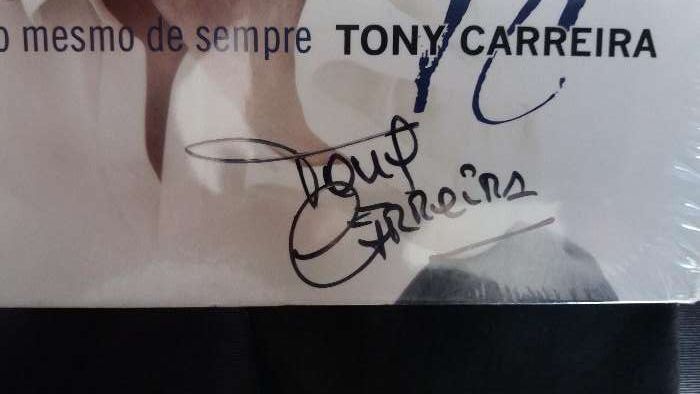 o mesmo de sempre TONY CARREIRA
TONY
CARREIRA